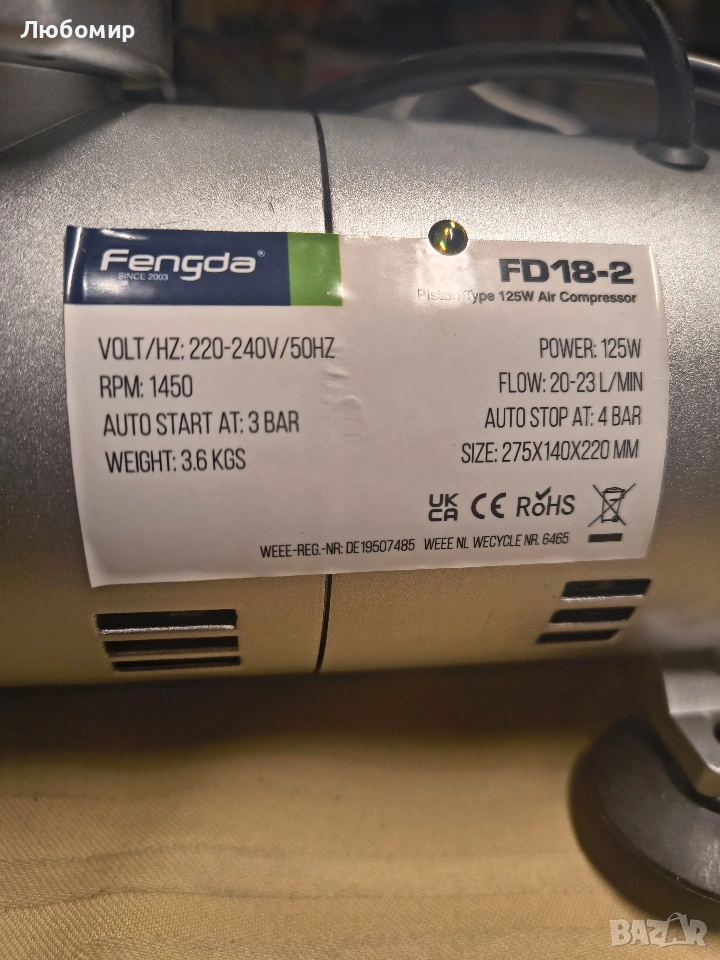 Любомир
Fengda®
SINCE 2003
FD18-2
Piston Type 125W Air Compressor
VOLT/HZ: 220-240V/50HZ
POWER: 125W
RPM: 1450
FLOW: 20-23 L/MIN
AUTO START AT: 3 BAR
AUTO STOP AT: 4 BAR
WEIGHT: 3.6 KGS
SIZE: 275X140X220 MM
UK
CA
CE RoHS
WEEE-REG.-NR: DE19507485 WEEE NL WECYCLE NR. 6465
BAZAR